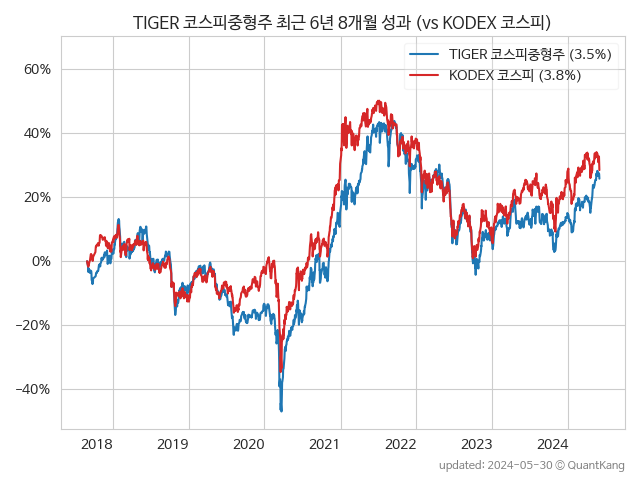 TIGER 코스피중형주 최근 6년 8개월 성과 (vs KODEX 코스피)
TIGER 코스피중형주 (3.5%)
KODEX 코스피 (3.8%)
60%
40%
20%
0%
−20%
−40%
2018 2019 2020 2021 2022 2023 2024
updated: 2024-05-30 © QuantKang